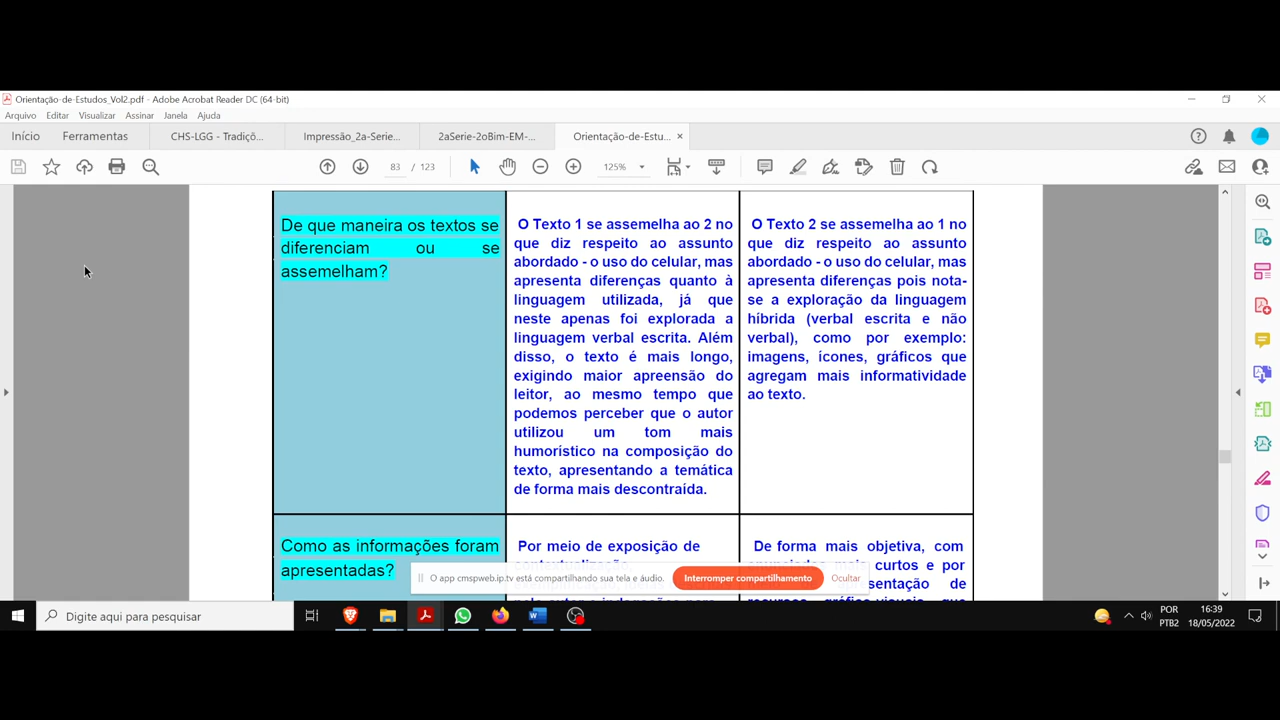 Orientação-de-Estudos_Vol2.pdf - Adobe Acrobat Reader DC (64-bit)
Arquivo Editar Visualizar Assinar Janela Ajuda
Início Ferramentas CHS-LGG - Tradiçõ... Impressão_2a-Serie... 2aSerie-2oBim-EM-... Orientação-de-Estu... ×
83 / 123 125%
De que maneira os textos se
diferenciam ou se
assemelham?
O Texto 1 se assemelha ao 2 no
que diz respeito ao assunto
abordado - o uso do celular, mas
apresenta diferenças quanto à
linguagem utilizada, já que
neste apenas foi explorada a
linguagem verbal escrita. Além
disso, o texto é mais longo,
exigindo maior apreensão do
leitor, ao mesmo tempo que
podemos perceber que o autor
utilizou um tom mais
humorístico na composição do
texto, apresentando a temática
de forma mais descontraída.
O Texto 2 se assemelha ao 1 no
que diz respeito ao assunto
abordado - o uso do celular, mas
apresenta diferenças pois nota-
se a exploração da linguagem
híbrida (verbal escrita e não
verbal), como por exemplo:
imagens, ícones, gráficos que
agregam mais informatividade
ao texto.
Como as informações foram
apresentadas?
Por meio de exposição de
De forma mais objetiva, com
curtos e por
de
O app cmspweb.ip.tv está compartilhando sua tela e áudio. Interromper compartilhamento Ocultar
Digite aqui para pesquisar
POR
PTB2
16:39
18/05/2022